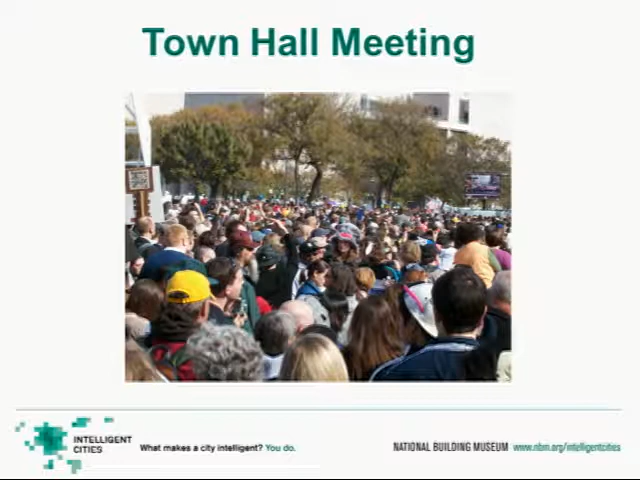 Town Hall Meeting
INTELLIGENT
CITIES
What makes a city intelligent? You do.
NATIONAL BUILDING MUSEUM www.nbm.org/intelligentcities